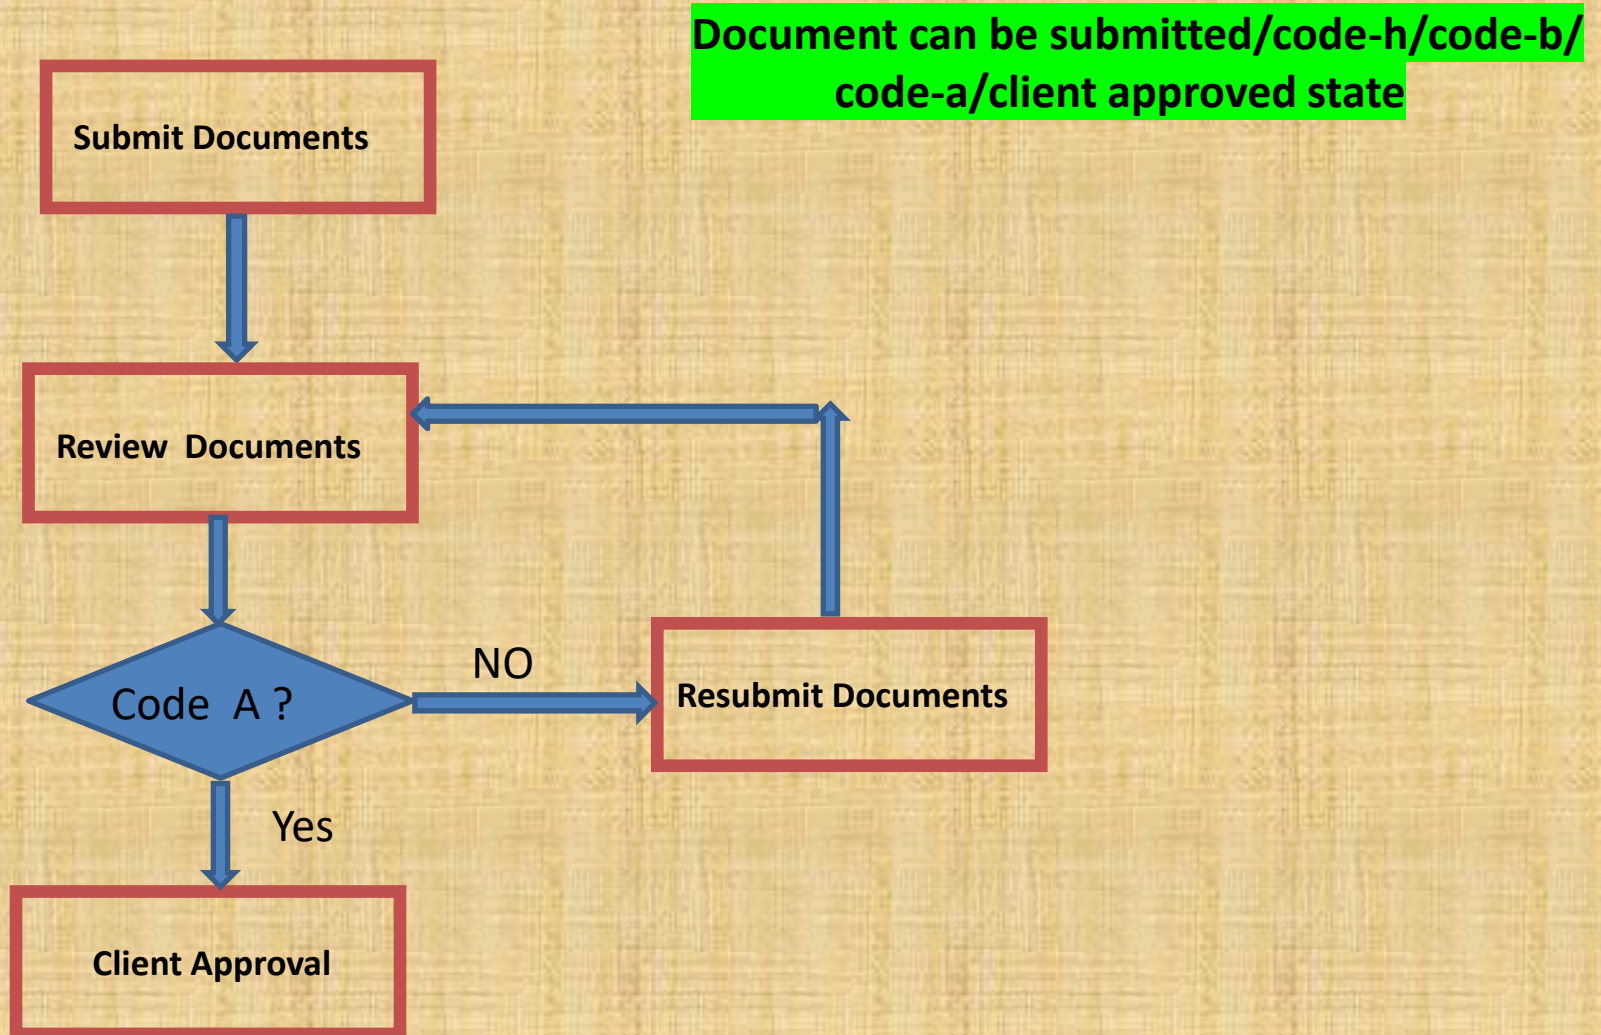 Document can be submitted/code-h/code-b/
code-a/client approved state
Submit Documents
Review Documents
Code A ?
NO
Resubmit Documents
Yes
Client Approval